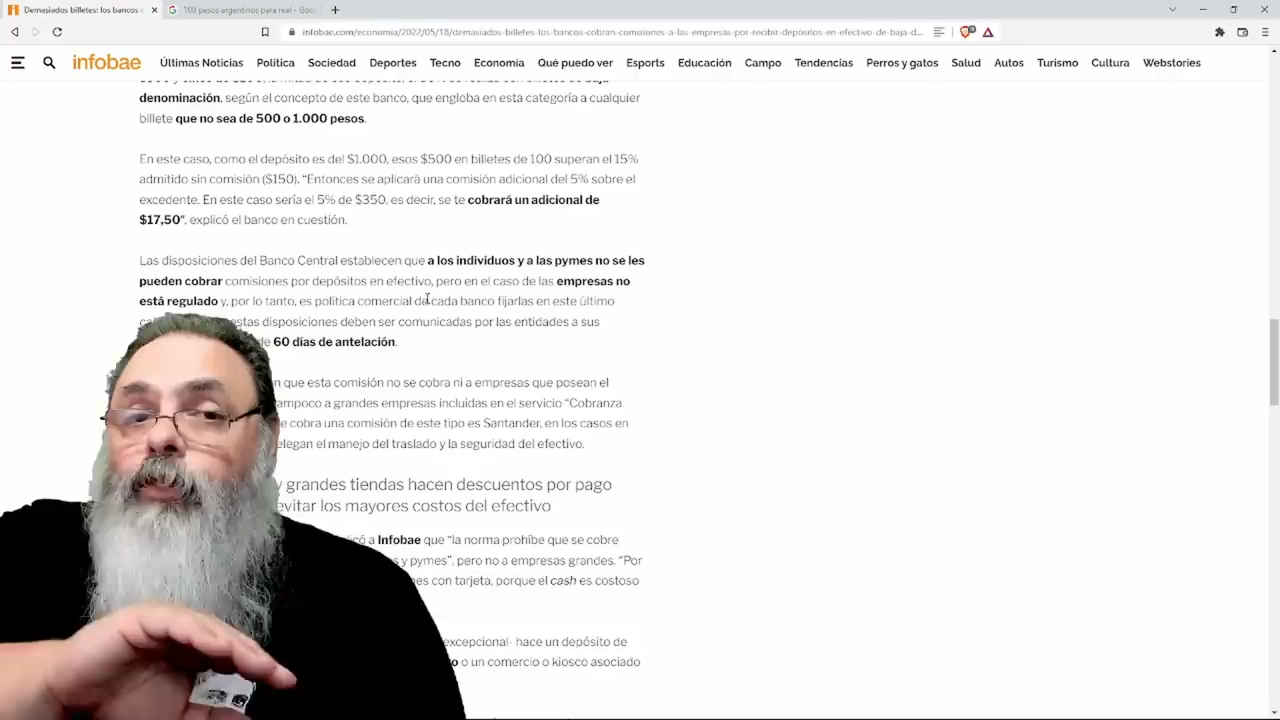 Demasiados billetes: los bancos
100 pesos argentinos para real - Goo
infobae.com/economia/2022/05/18/demasiados-billetes-los-bancos-cobran-comisiones-a-las-empresas-por-recibir-depositos-en-efectivo-de-baja-d...
infobae
Últimas Noticias
Política
Sociedad
Deportes
Tecno
Economía
Qué puedo ver
Esports
Educación
Campo
Tendencias
Perros y gatos
Salud
Autos
Turismo
Cultura
Webstories
denominación, según el concepto de este banco, que engloba en esta categoría a cualquier
billete que no sea de 500 o 1.000 pesos.
En este caso, como el depósito es del $1.000, esos $500 en billetes de 100 superan el 15%
admitido sin comisión ($150). “Entonces se aplicará una comisión adicional del 5% sobre el
excedente. En este caso sería el 5% de $350, es decir, se te cobrará un adicional de
$17,50”, explicó el banco en cuestión.
Las disposiciones del Banco Central establecen que a los individuos y a las pymes no se les
pueden cobrar comisiones por depósitos en efectivo, pero en el caso de las empresas no
está regulado y, por lo tanto, es política comercial de cada banco fijarlas en este último
estas disposiciones deben ser comunicadas por las entidades a sus
de 60 días de antelación.
que esta comisión no se cobra ni a empresas que posean el
tampoco a grandes empresas incluidas en el servicio “Cobranza
e cobra una comisión de este tipo es Santander, en los casos en
elegan el manejo del traslado y la seguridad del efectivo.
y grandes tiendas hacen descuentos por pago
evitar los mayores costos del efectivo
a Infobae que “la norma prohíbe que se cobre
y pymes”, pero no a empresas grandes. “Por
nes con tarjeta, porque el cash es costoso
excepcional- hace un depósito de
o un comercio o kiosco asociado